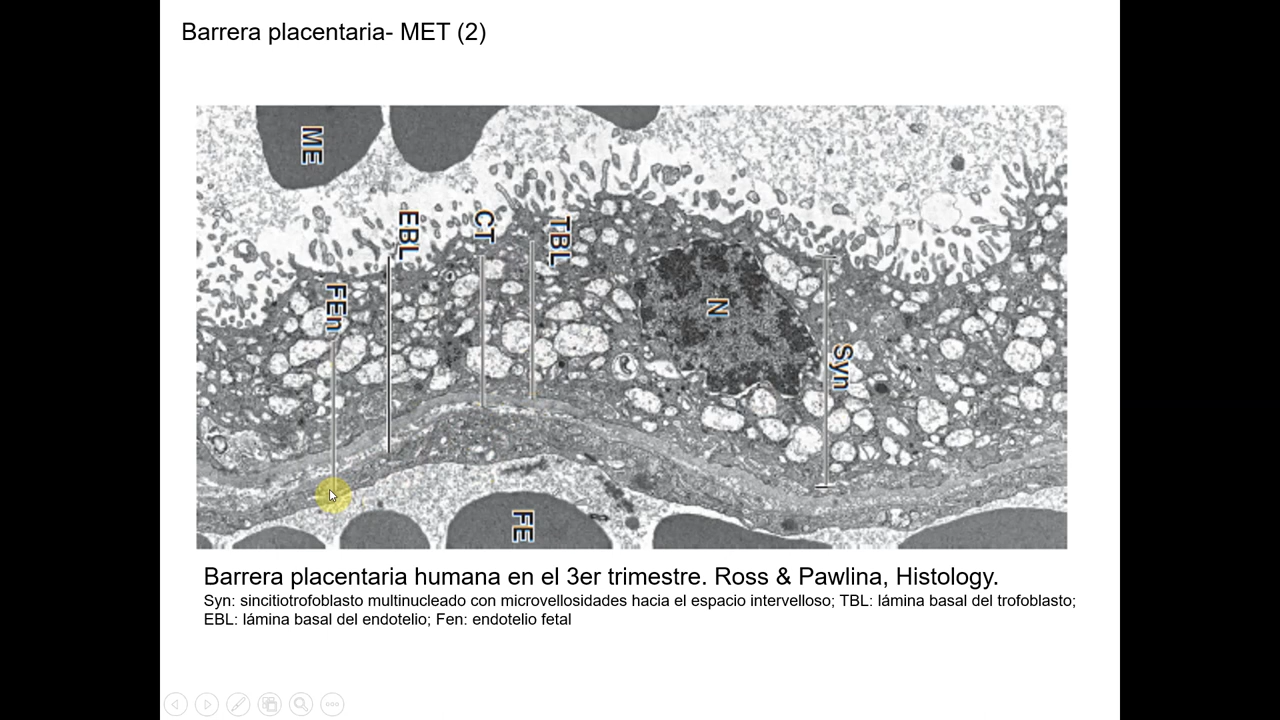 Barrera placentaria- MET (2)
ME
EBL
CT
TBL
FEn
N
Syn
FE
Barrera placentaria humana en el 3er trimestre. Ross & Pawlina, Histology.
Syn: sincitiotrofoblasto multinucleado con microvellosidades hacia el espacio intervelloso; TBL: lámina basal del trofoblasto;
EBL: lámina basal del endotelio; Fen: endotelio fetal